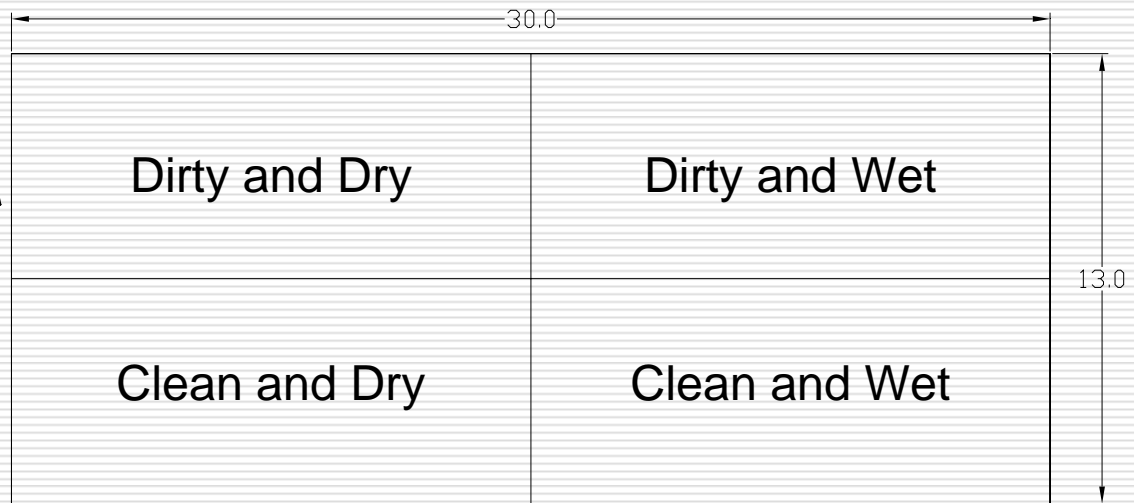 30.0
Dirty and Dry
Dirty and Wet
13.0
Clean and Dry
Clean and Wet